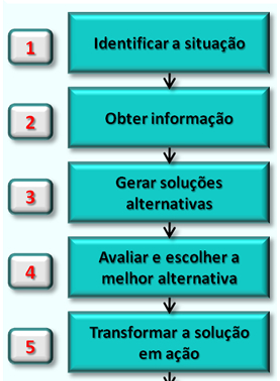 1
Identificar a situação
2
Obter informação
3
Gerar soluções
alternativas
4
Avaliar e escolher a
melhor alternativa
5
Transformar a solução
em ação